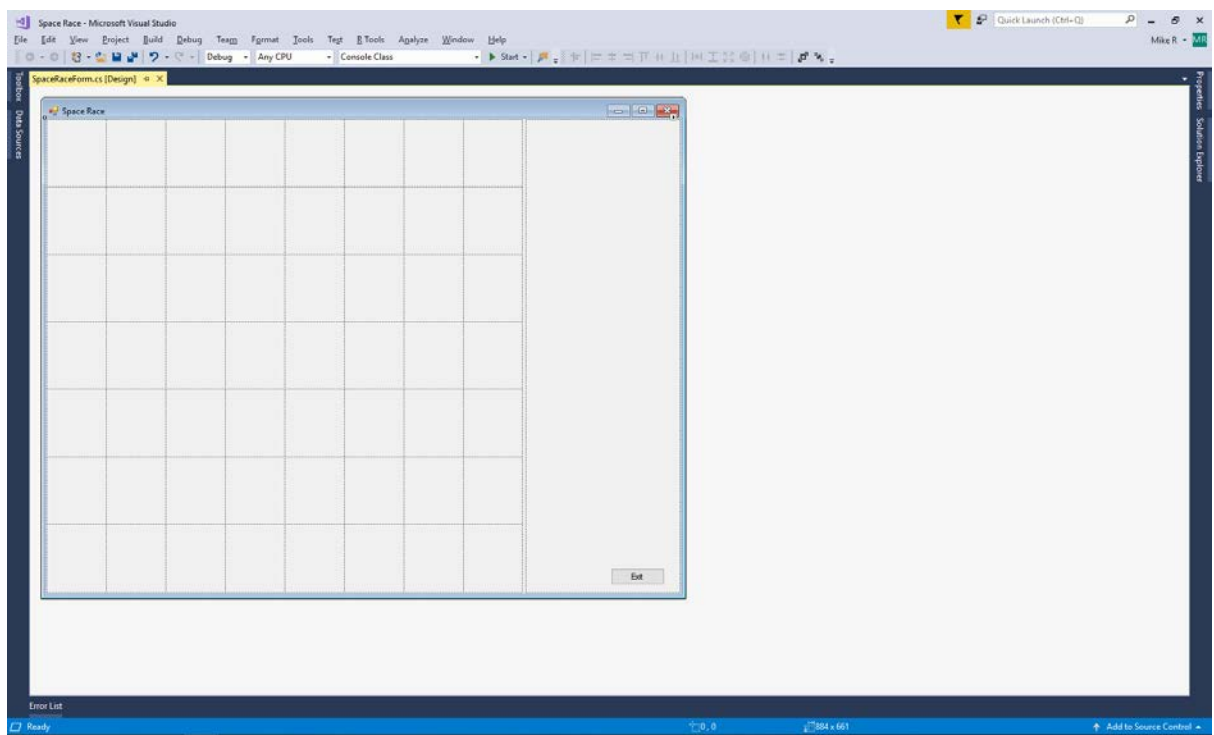 Space Race - Microsoft Visual Studio
Quick Launch (Ctrl+Q)
File Edit View Project Build Debug Team Format Tools Test R Tools Analyze Window Help
Mike R
MR
Debug Any CPU Console Class Start
SpaceRaceForm.cs [Design]
Toolbox
Data Sources
Properties
Solution Explorer
Space Race
Exit
Error List
Ready
0 , 0
884 x 661
Add to Source Control